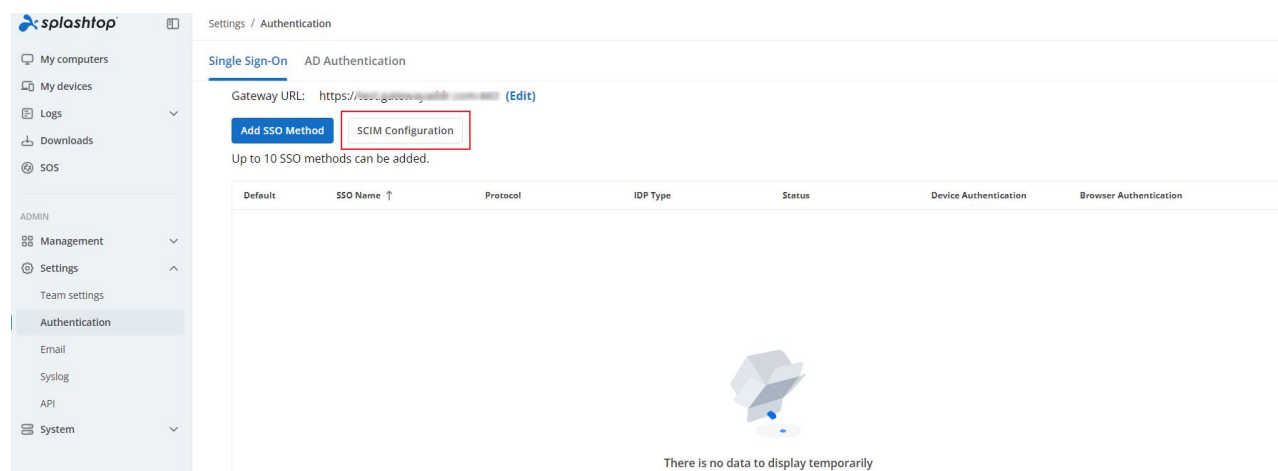 splashtop
Settings / Authentication
My computers
My devices
Logs
Downloads
SOS
ADMIN
Management
Settings
Team settings
Authentication
Email
Syslog
API
System
Single Sign-On AD Authentication
Gateway URL: https:// (Edit)
Add SSO Method SCIM Configuration
Up to 10 SSO methods can be added.
Default SSO Name ↑ Protocol IDP Type Status Device Authentication Browser Authentication
There is no data to display temporarily